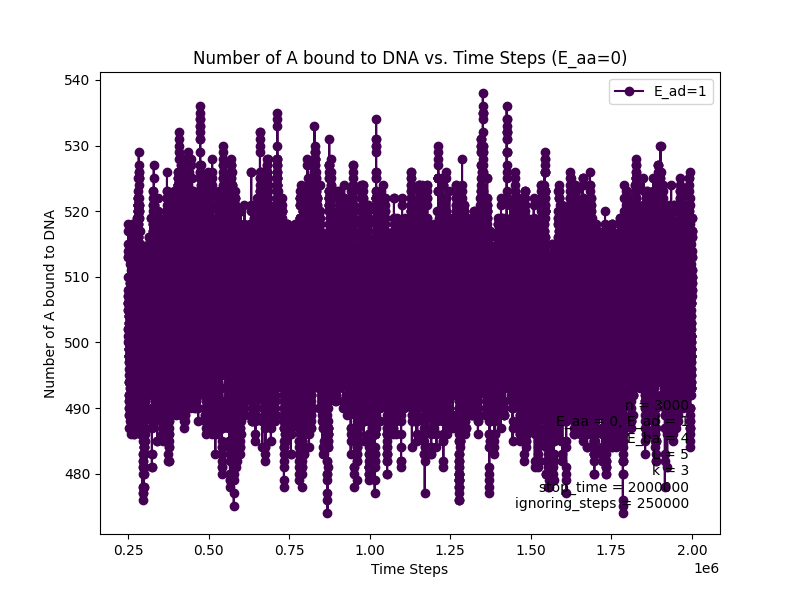 Number of A bound to DNA vs. Time Steps (E_aa=0)
E_ad=1
540
530
520
510
500
490
480
Number of A bound to DNA
n = 3000
E_aa = 0, E_ad = 1
E_ba = 4
= 5
k = 3
stop_time = 2000000
ignoring_steps = 250000
0.25 0.50 0.75 1.00 1.25 1.50 1.75 2.00
1e6
Time Steps